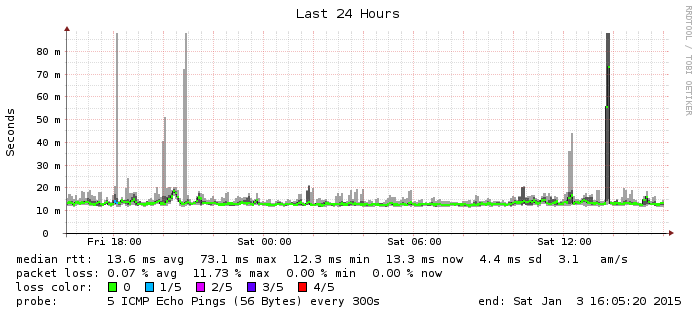 Last 24 Hours
RRDTOOL / TOBI OETIKER
Seconds
80 m
70 m
60 m
50 m
40 m
30 m
20 m
10 m
0
Fri 18:00 Sat 00:00 Sat 06:00 Sat 12:00
median rtt: 13.6 ms avg 73.1 ms max 12.3 ms min 13.3 ms now 4.4 ms sd 3.1 am/s
packet loss: 0.07 % avg 11.73 % max 0.00 % min 0.00 % now
loss color: 0 1/5 2/5 3/5 4/5
probe: 5 ICMP Echo Pings (56 Bytes) every 300s end: Sat Jan 3 16:05:20 2015